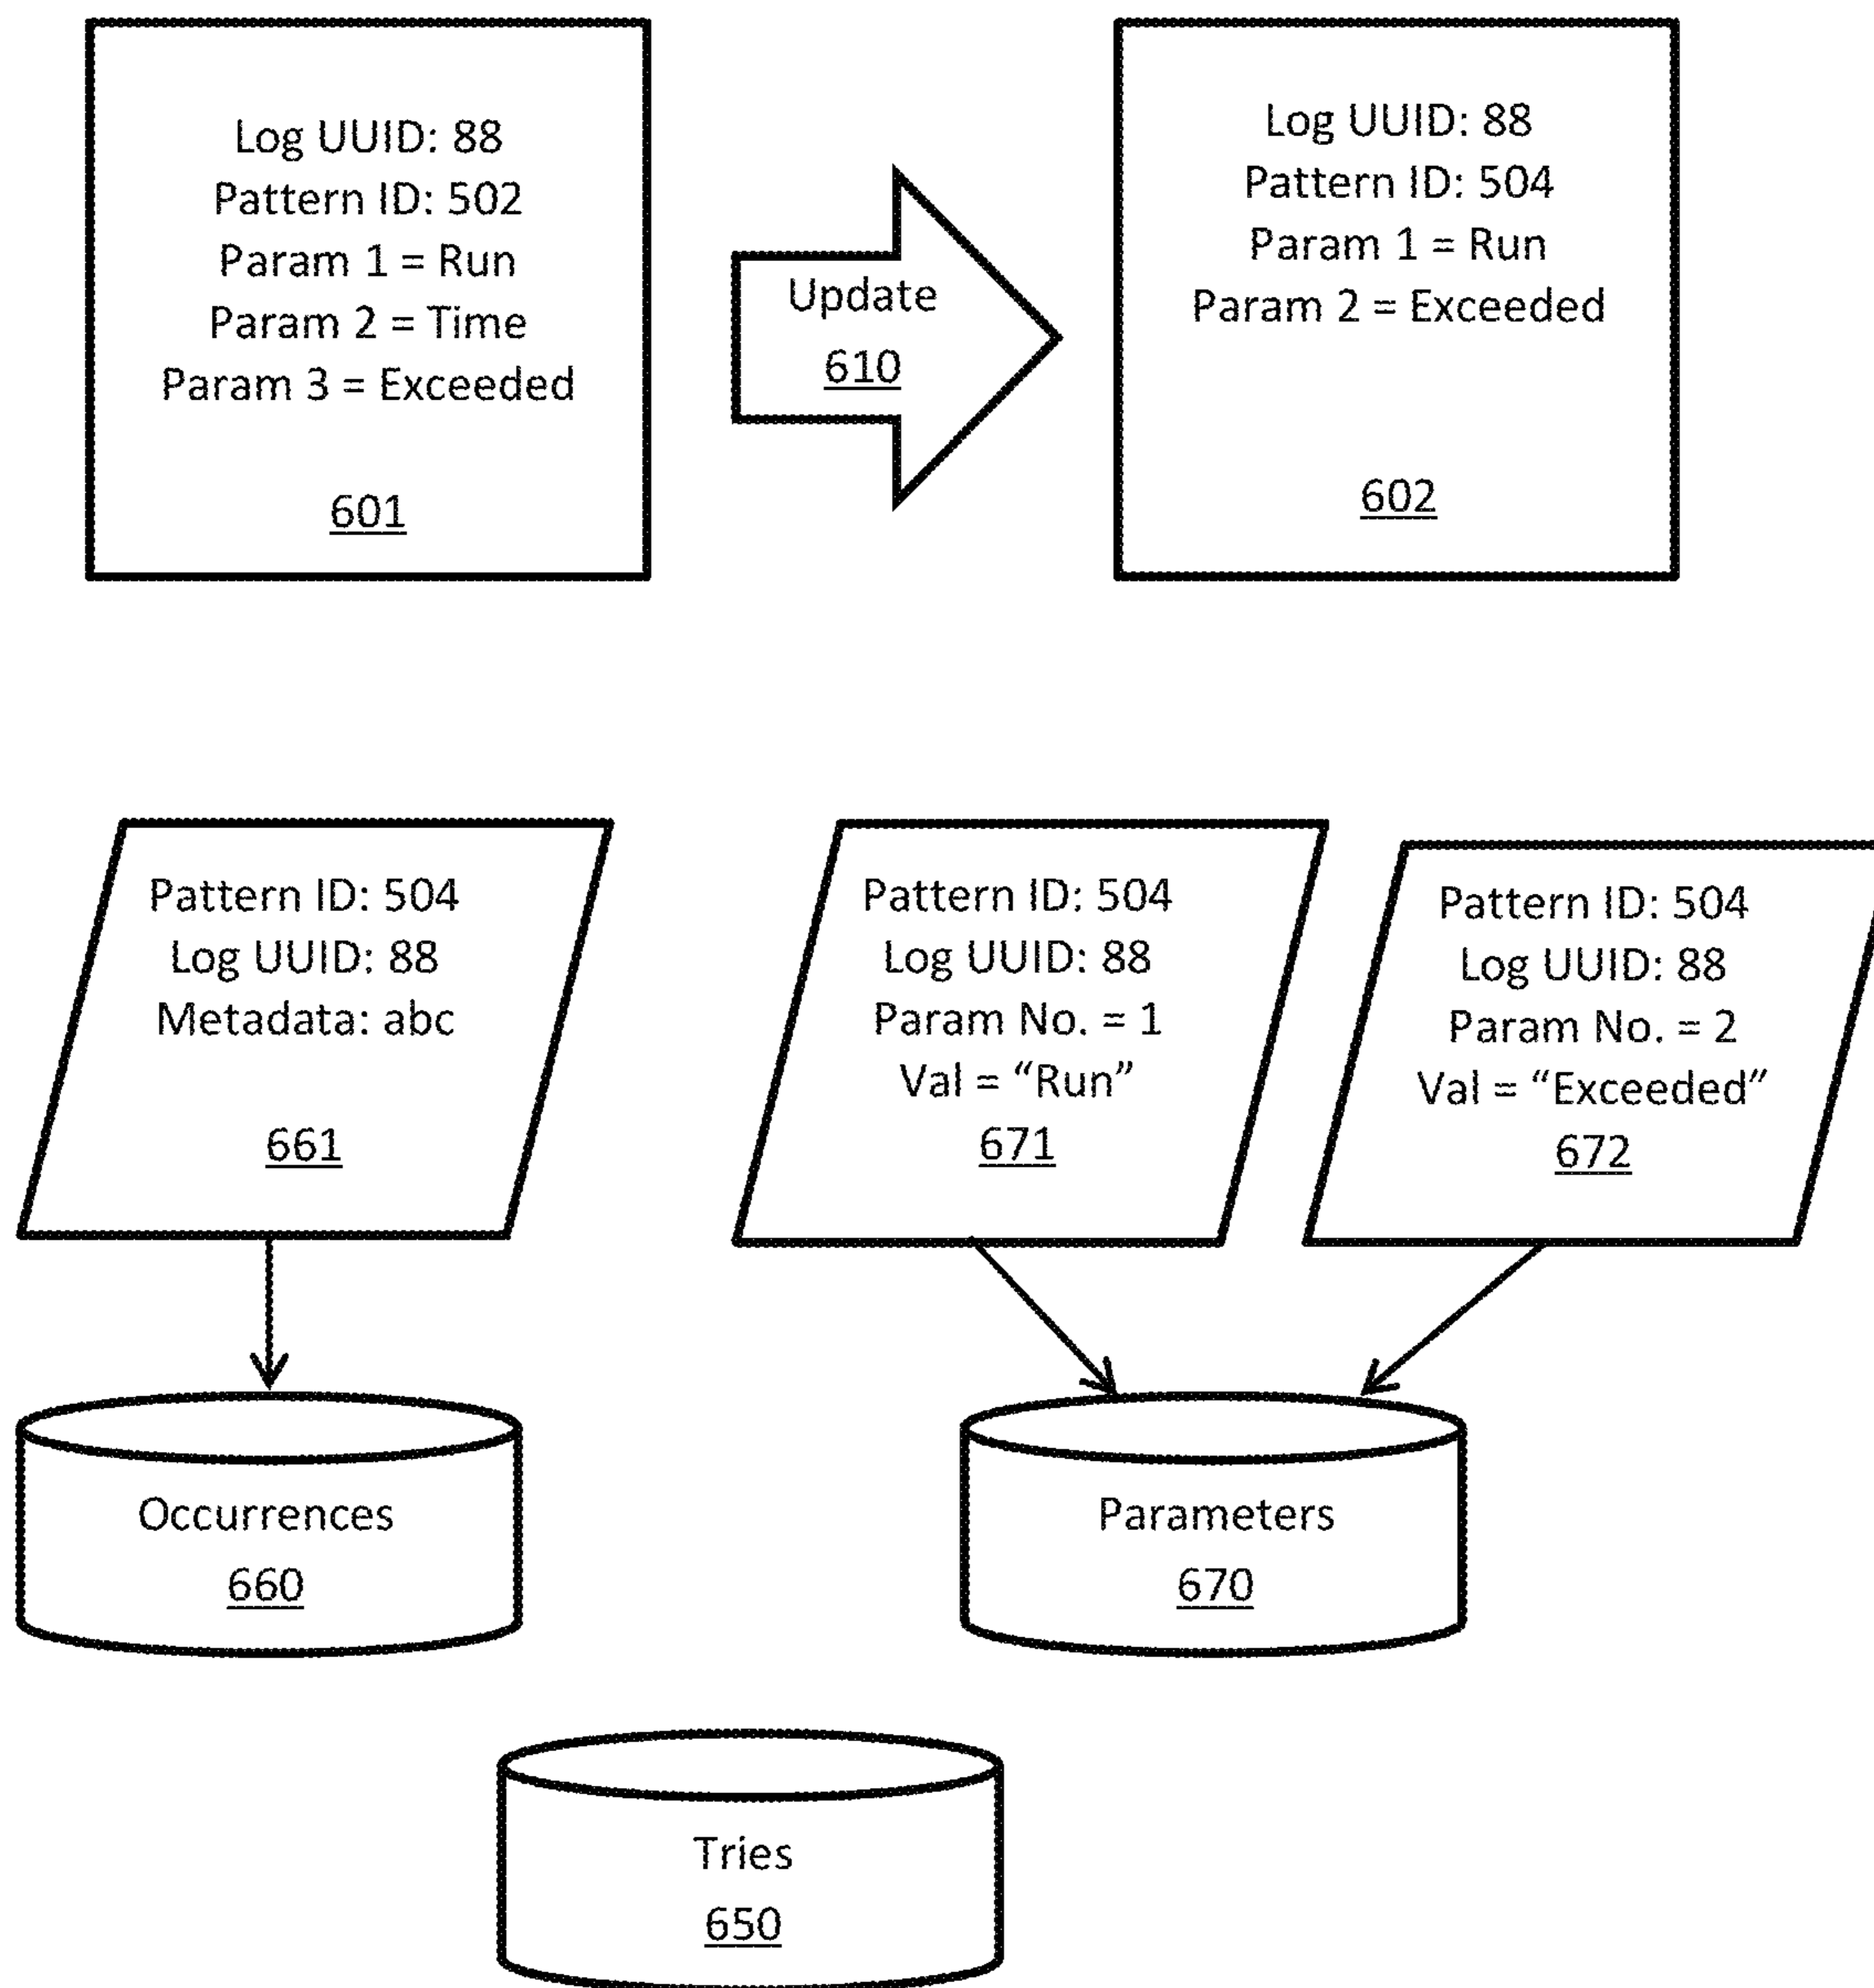 Log UUID: 88
Pattern ID: 502
Param 1 = Run
Param 2 = Time
Param 3 = Exceeded
601
Update
610
Log UUID: 88
Pattern ID: 504
Param 1 = Run
Param 2 = Exceeded
602
Pattern ID: 504
Log UUID: 88
Metadata: abc
661
Pattern ID: 504
Log UUID: 88
Param No. = 1
Val = “Run”
671
Pattern ID: 504
Log UUID: 88
Param No. = 2
Val = “Exceeded”
672
Occurrences
660
Parameters
670
Tries
650